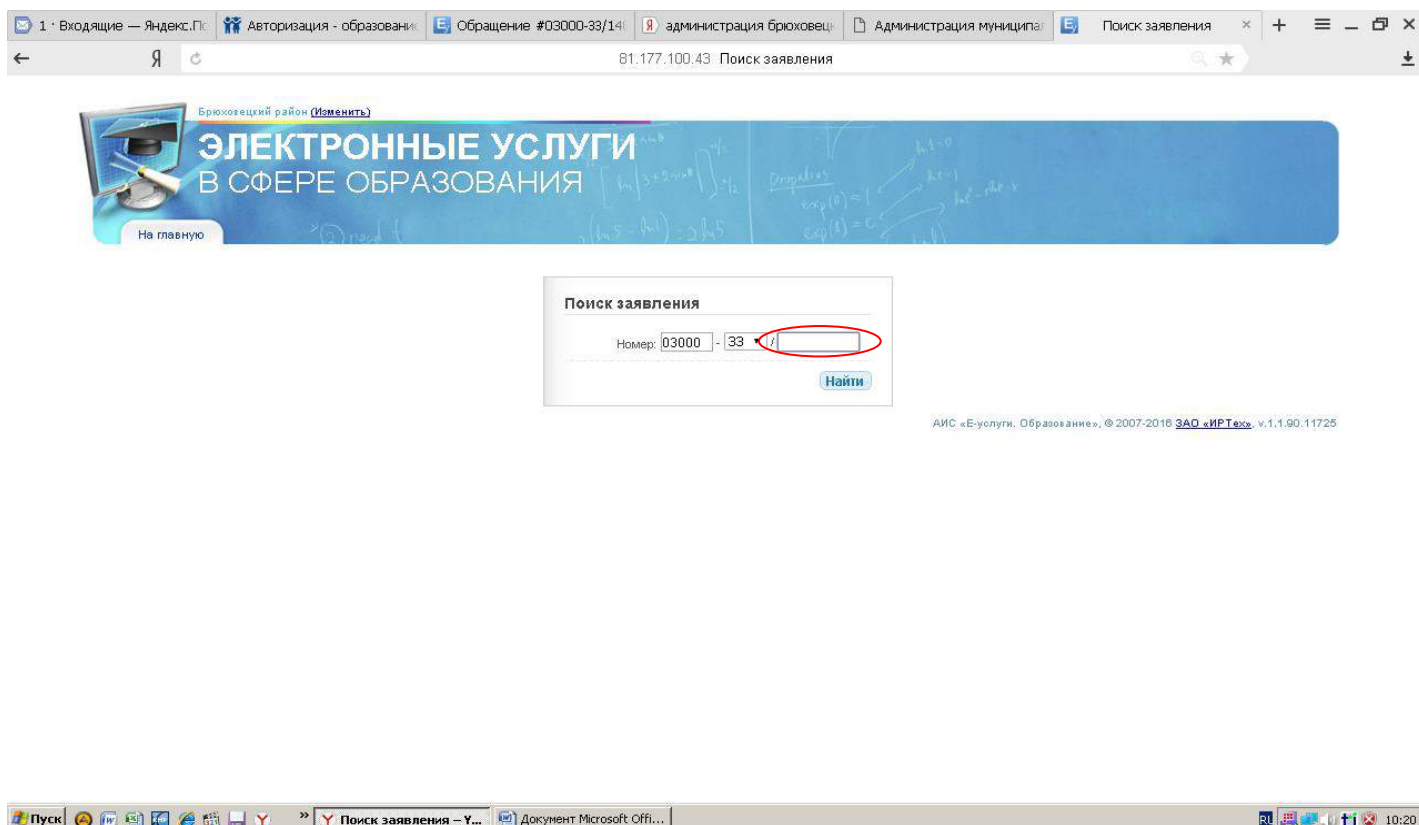 1 · Входящие — Яндекс.По
Авторизация - образование
Обращение #03000-33/14
администрация брюховец
Администрация муниципал
Поиск заявления
81.177.100.43 Поиск заявления
Брюховецкий район (Изменить)
ЭЛЕКТРОННЫЕ УСЛУГИ
В СФЕРЕ ОБРАЗОВАНИЯ
На главную
Поиск заявления
Номер: 03000 - 33 /
Найти
АИС «Е-услуги. Образование», © 2007-2016 ЗАО «ИРТех», v.1.1.90.11725
Пуск
Поиск заявления – Y...
Документ Microsoft Offi...
RU
10:20